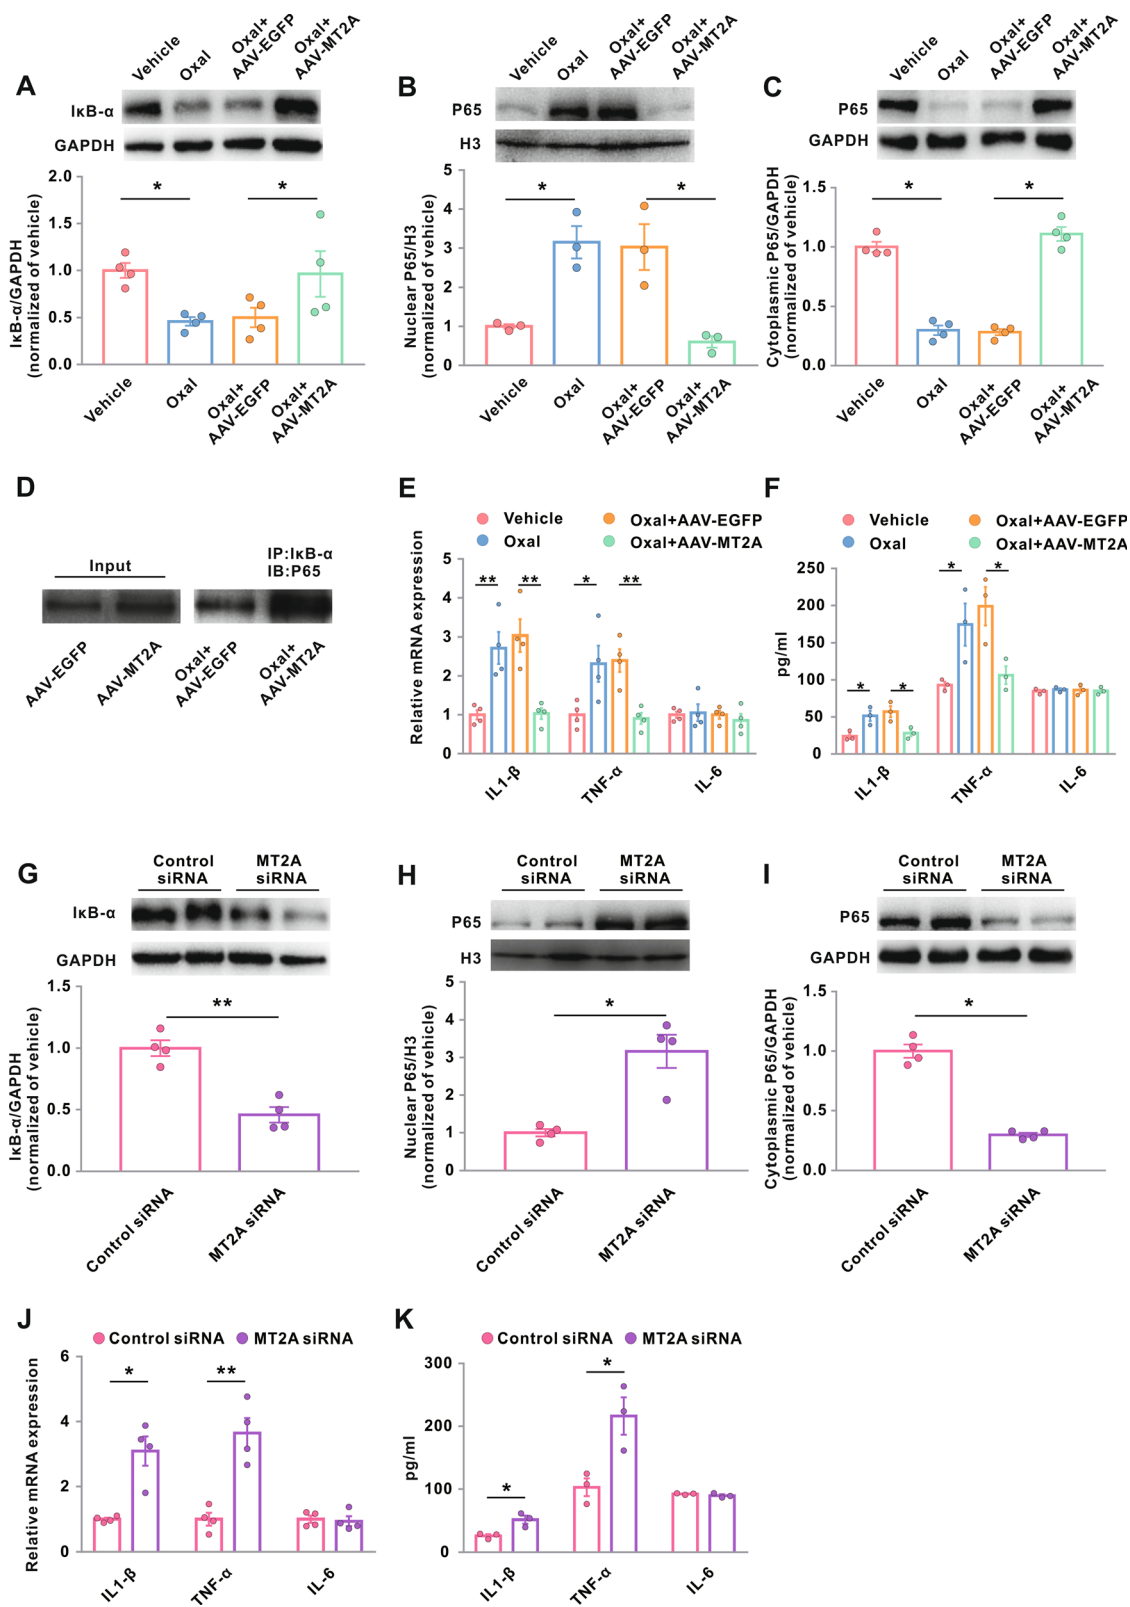 A
Vehicle
Oxal
Oxal+
AAV-EGFP
Oxal+
AAV-MT2A
IκB-α
GAPDH
*
*
IκB-α/GAPDH
(normalized of vehicle)
2.0
1.5
1.0
0.5
0.0
Vehicle
Oxal
Oxal+
AAV-EGFP
Oxal+
AAV-MT2A
B
Vehicle
Oxal
Oxal+
AAV-EGFP
Oxal+
AAV-MT2A
P65
H3
*
*
Nuclear P65/H3
(normalized of vehicle)
5
4
3
2
1
0
Vehicle
Oxal
Oxal+
AAV-EGFP
Oxal+
AAV-MT2A
C
Vehicle
Oxal
Oxal+
AAV-EGFP
Oxal+
AAV-MT2A
P65
GAPDH
*
*
Cytoplasmic P65/GAPDH
(normalized of vehicle)
1.5
1.0
0.5
0.0
Vehicle
Oxal
Oxal+
AAV-EGFP
Oxal+
AAV-MT2A
D
Input
IP:IκB-α
IB:P65
AAV-EGFP
AAV-MT2A
Oxal+
AAV-EGFP
Oxal+
AAV-MT2A
E
Vehicle
Oxal+AAV-EGFP
Oxal
Oxal+AAV-MT2A
Relative mRNA expression
5
4
3
2
1
0
** ** * **
IL1-β
TNF-α
IL-6
F
Vehicle
Oxal+AAV-EGFP
Oxal
Oxal+AAV-MT2A
pg/ml
250
200
150
100
50
0
* * * *
IL1-β
TNF-α
IL-6
G
Control
siRNA
MT2A
siRNA
IκB-α
GAPDH
**
IκB-α/GAPDH
(normalized of vehicle)
1.5
1.0
0.5
0.0
Control siRNA
MT2A siRNA
H
Control
siRNA
MT2A
siRNA
P65
H3
*
Nuclear P65/H3
(normalized of vehicle)
5
4
3
2
1
0
Control siRNA
MT2A siRNA
I
Control
siRNA
MT2A
siRNA
P65
GAPDH
*
Cytoplasmic P65/GAPDH
(normalized of vehicle)
1.5
1.0
0.5
0.0
Control siRNA
MT2A siRNA
J
Control siRNA
MT2A siRNA
Relative mRNA expression
6
4
2
0
* **
IL1-β
TNF-α
IL-6
K
Control siRNA
MT2A siRNA
pg/ml
300
200
100
0
* *
IL1-β
TNF-α
IL-6